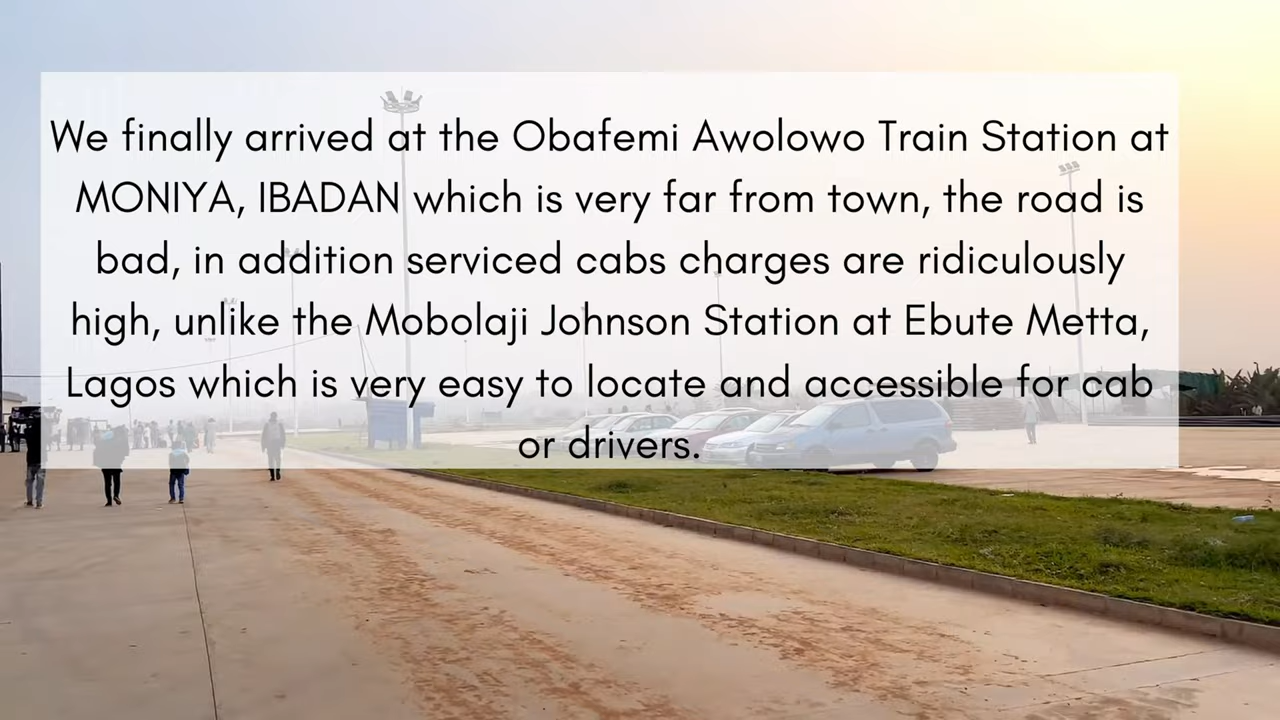 We finally arrived at the Obafemi Awolowo Train Station at
MONIYA, IBADAN which is very far from town, the road is
bad, in addition serviced cabs charges are ridiculously
high, unlike the Mobolaji Johnson Station at Ebute Metta,
Lagos which is very easy to locate and accessible for cab
or drivers.